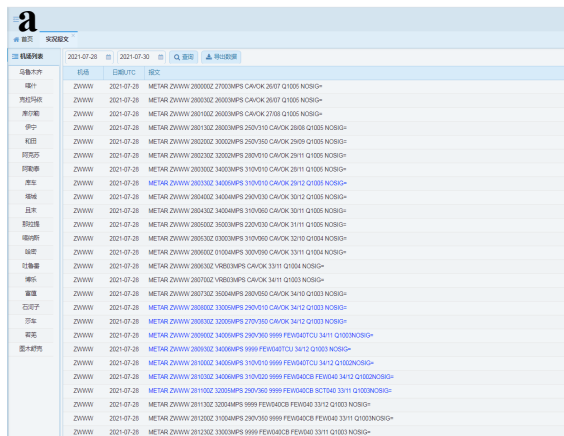 a
首页 实况报文
机场列表 2021-07-28 2021-07-30 查询 导出数据
机场 日期UTC 报文
乌鲁木齐
喀什
克拉玛依
库尔勒
伊宁
和田
阿克苏
阿勒泰
库车
塔城
且末
那拉提
喀纳斯
哈密
吐鲁番
博乐
富蕴
石河子
莎车
若羌
图木舒克
ZWWW 2021-07-28 METAR ZWWW 280000Z 27003MPS CAVOK 26/07 Q1005 NOSIG=
ZWWW 2021-07-28 METAR ZWWW 280030Z 26003MPS CAVOK 26/07 Q1005 NOSIG=
ZWWW 2021-07-28 METAR ZWWW 280100Z 26003MPS CAVOK 27/08 Q1005 NOSIG=
ZWWW 2021-07-28 METAR ZWWW 280130Z 28003MPS 250V310 CAVOK 28/08 Q1005 NOSIG=
ZWWW 2021-07-28 METAR ZWWW 280200Z 30002MPS 250V350 CAVOK 29/09 Q1005 NOSIG=
ZWWW 2021-07-28 METAR ZWWW 280230Z 32002MPS 280V010 CAVOK 29/11 Q1005 NOSIG=
ZWWW 2021-07-28 METAR ZWWW 280300Z 34003MPS 310V010 CAVOK 28/11 Q1005 NOSIG=
ZWWW 2021-07-28 METAR ZWWW 280330Z 34005MPS 310V010 CAVOK 29/12 Q1005 NOSIG=
ZWWW 2021-07-28 METAR ZWWW 280400Z 34004MPS 290V030 CAVOK 30/12 Q1005 NOSIG=
ZWWW 2021-07-28 METAR ZWWW 280430Z 34004MPS 310V060 CAVOK 30/11 Q1005 NOSIG=
ZWWW 2021-07-28 METAR ZWWW 280500Z 35003MPS 220V030 CAVOK 31/11 Q1005 NOSIG=
ZWWW 2021-07-28 METAR ZWWW 280530Z 03003MPS 310V060 CAVOK 32/10 Q1004 NOSIG=
ZWWW 2021-07-28 METAR ZWWW 280600Z 01004MPS 300V090 CAVOK 33/11 Q1004 NOSIG=
ZWWW 2021-07-28 METAR ZWWW 280630Z VRB03MPS CAVOK 33/11 Q1004 NOSIG=
ZWWW 2021-07-28 METAR ZWWW 280700Z VRB03MPS CAVOK 34/11 Q1004 NOSIG=
ZWWW 2021-07-28 METAR ZWWW 280730Z 35004MPS 280V050 CAVOK 34/10 Q1003 NOSIG=
ZWWW 2021-07-28 METAR ZWWW 280800Z 33005MPS 290V010 CAVOK 34/12 Q1003 NOSIG=
ZWWW 2021-07-28 METAR ZWWW 280830Z 32005MPS 270V350 CAVOK 34/12 Q1003 NOSIG=
ZWWW 2021-07-28 METAR ZWWW 280900Z 34005MPS 290V360 9999 FEW040TCU 34/11 Q1003NOSIG=
ZWWW 2021-07-28 METAR ZWWW 280930Z 34006MPS 9999 FEW040TCU 34/12 Q1003 NOSIG=
ZWWW 2021-07-28 METAR ZWWW 281000Z 34005MPS 310V010 9999 FEW040TCU 34/12 Q1002NOSIG=
ZWWW 2021-07-28 METAR ZWWW 281030Z 34006MPS 310V020 9999 FEW040CB FEW040 34/12 Q1002NOSIG=
ZWWW 2021-07-28 METAR ZWWW 281100Z 32005MPS 290V360 9999 FEW040CB SCT040 33/11 Q1003NOSIG=
ZWWW 2021-07-28 METAR ZWWW 281130Z 32004MPS 9999 FEW040CB FEW040 33/12 Q1003 NOSIG=
ZWWW 2021-07-28 METAR ZWWW 281200Z 31004MPS 290V350 9999 FEW040CB FEW040 33/11 Q1003NOSIG=
ZWWW 2021-07-28 METAR ZWWW 281230Z 33003MPS 9999 FEW040CB FEW040 33/11 Q1003 NOSIG=